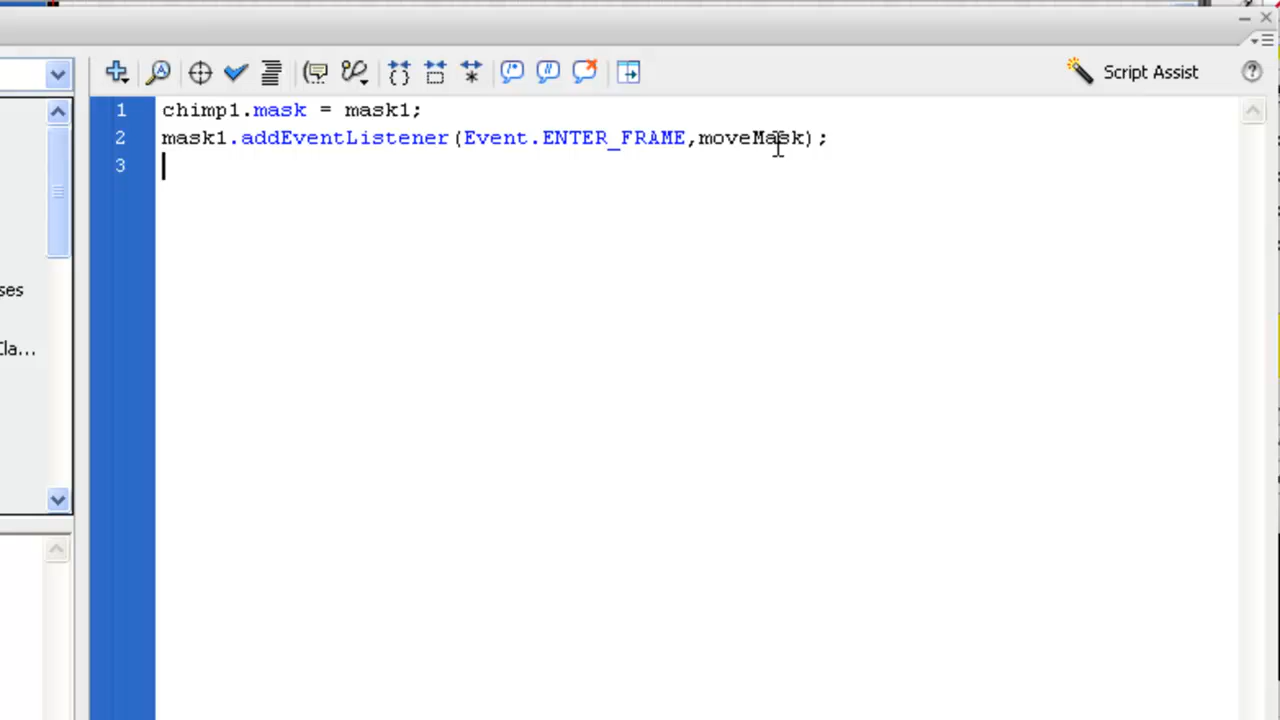 Script Assist
1 chimp1.mask = mask1;
2 mask1.addEventListener(Event.ENTER_FRAME,moveMask);
3
ses
Cla...